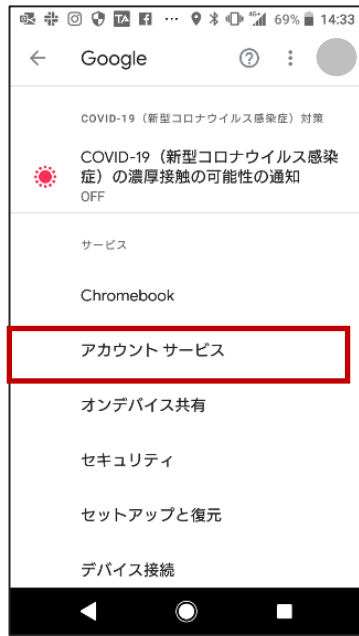 69% 14:33
Google
COVID-19（新型コロナウイルス感染症）対策
COVID-19（新型コロナウイルス感染
症）の濃厚接触の可能性の通知
OFF
サービス
Chromebook
アカウント サービス
オンデバイス共有
セキュリティ
セットアップと復元
デバイス接続